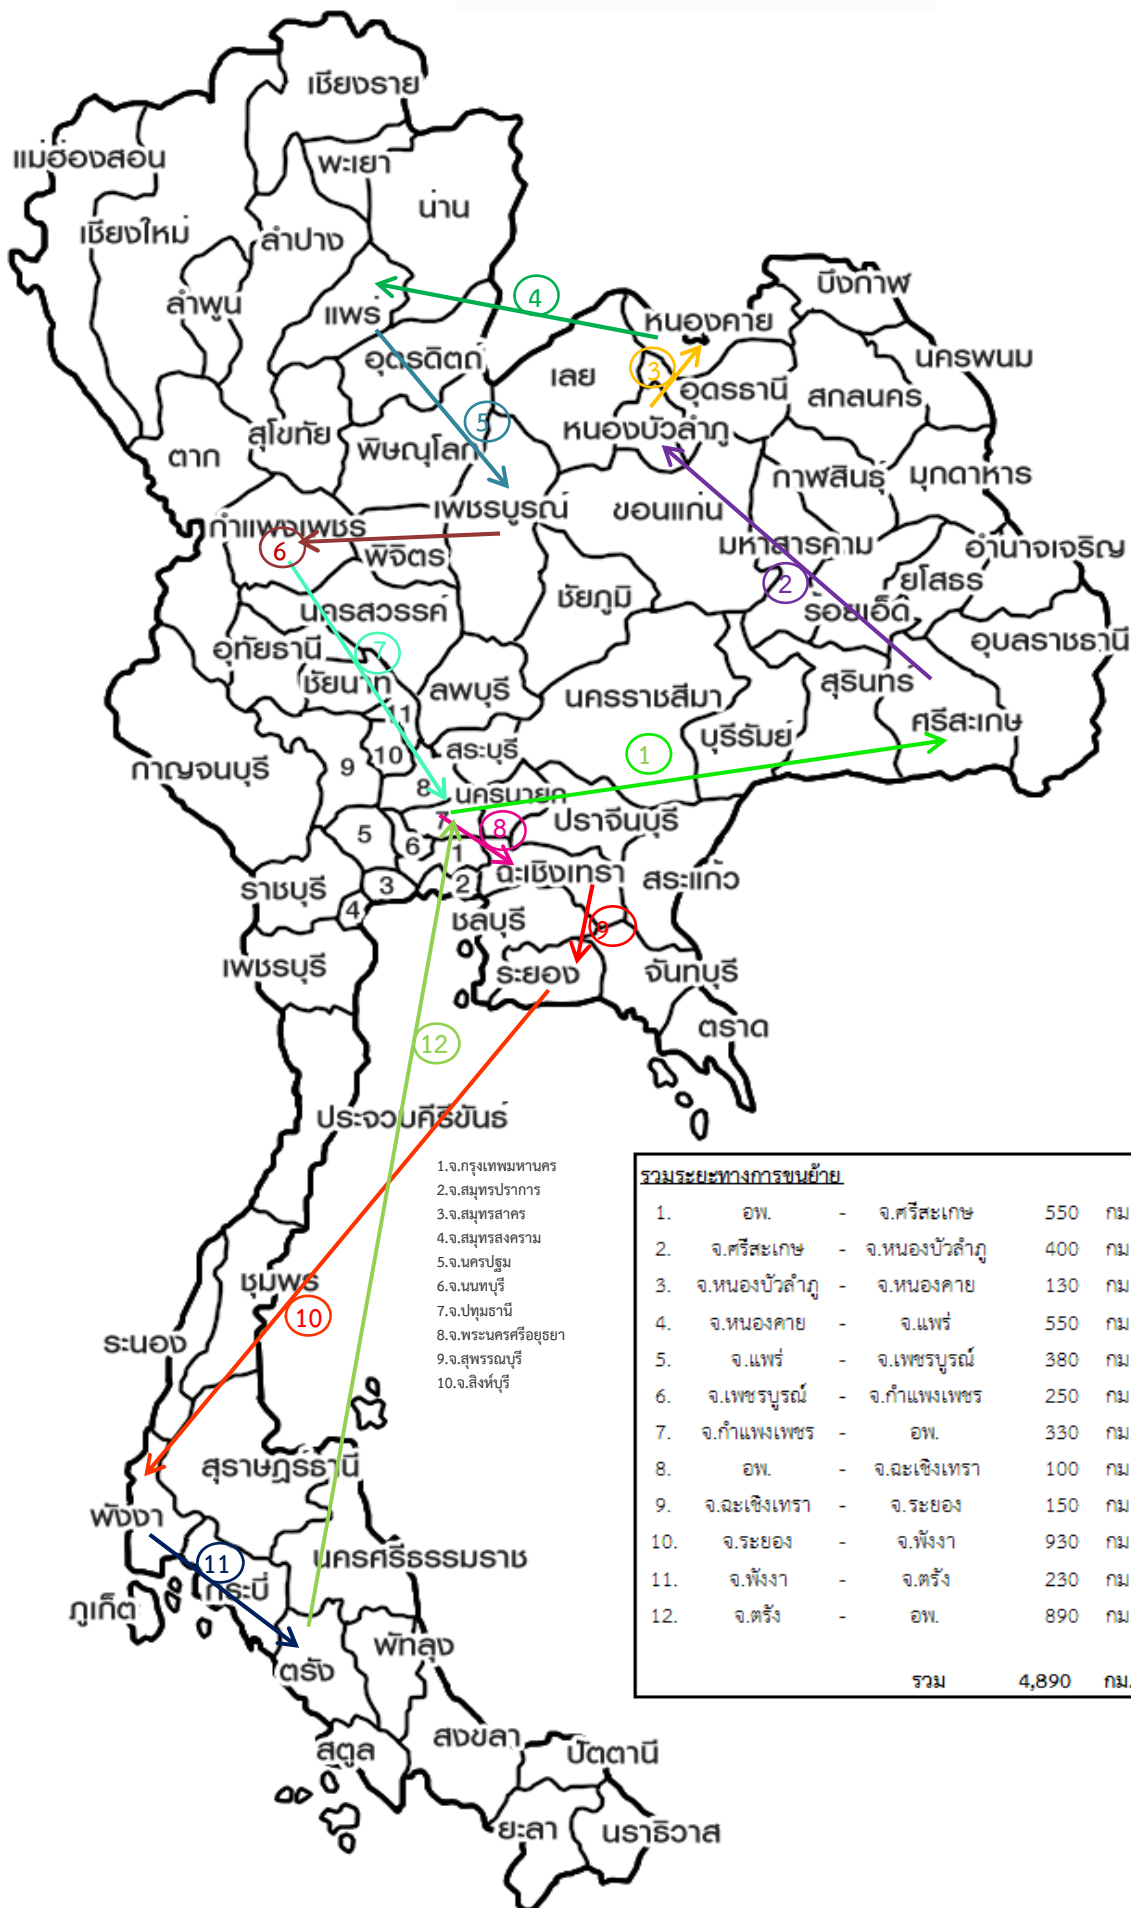 เชียงราย
แม่ฮ่องสอน
พะเยา
น่าน
เชียงใหม่
ลำปาง
ลำพูน
แพร่
4
บึงกาฬ
หนองคาย
อุตรดิตถ์
เลย
3
อุดรธานี
นครพนม
สกลนคร
สุโขทัย
5
หนองบัวลำภู
ตาก
พิษณุโลก
กาฬสินธุ์
มุกดาหาร
กำแพงเพชร
เพชรบูรณ์
ขอนแก่น
6
พิจิตร
มหาสารคาม
อำนาจเจริญ
นครสวรรค์
ชัยภูมิ
2
ยโสธร
ร้อยเอ็ด
อุทัยธานี
7
อุบลราชธานี
ชัยนาท
ลพบุรี
นครราชสีมา
สุรินทร์
11
ศรีสะเกษ
บุรีรัมย์
สระบุรี
1
กาญจนบุรี
9
10
8
นครนายก
7
8
ปราจีนบุรี
5
6
1
ฉะเชิงเทรา
สระแก้ว
ราชบุรี
3
2
4
ชลบุรี
9
เพชรบุรี
ระยอง
จันทบุรี
ตราด
12
ประจวบคีรีขันธ์
1.จ.กรุงเทพมหานคร
2.จ.สมุทรปราการ
3.จ.สมุทรสาคร
4.จ.สมุทรสงคราม
5.จ.นครปฐม
6.จ.นนทบุรี
7.จ.ปทุมธานี
8.จ.พระนครศรีอยุธยา
9.จ.สุพรรณบุรี
10.จ.สิงห์บุรี
ชุมพร
10
ระนอง
สุราษฎร์ธานี
พังงา
นครศรีธรรมราช
11
กระบี่
ภูเก็ต
พัทลุง
ตรัง
สตูล
สงขลา
ปัตตานี
ยะลา
นราธิวาส
รวมระยะทางการขนย้าย
1. อพ. - จ.ศรีสะเกษ 550 กม
2. จ.ศรีสะเกษ - จ.หนองบัวลำภู 400 กม
3. จ.หนองบัวลำภู - จ.หนองคาย 130 กม
4. จ.หนองคาย - จ.แพร่ 550 กม
5. จ.แพร่ - จ.เพชรบูรณ์ 380 กม
6. จ.เพชรบูรณ์ - จ.กำแพงเพชร 250 กม
7. จ.กำแพงเพชร - อพ. 330 กม
8. อพ. - จ.ฉะเชิงเทรา 100 กม
9. จ.ฉะเชิงเทรา - จ.ระยอง 150 กม
10. จ.ระยอง - จ.พังงา 930 กม
11. จ.พังงา - จ.ตรัง 230 กม
12. จ.ตรัง - อพ. 890 กม
รวม 4,890 กม.